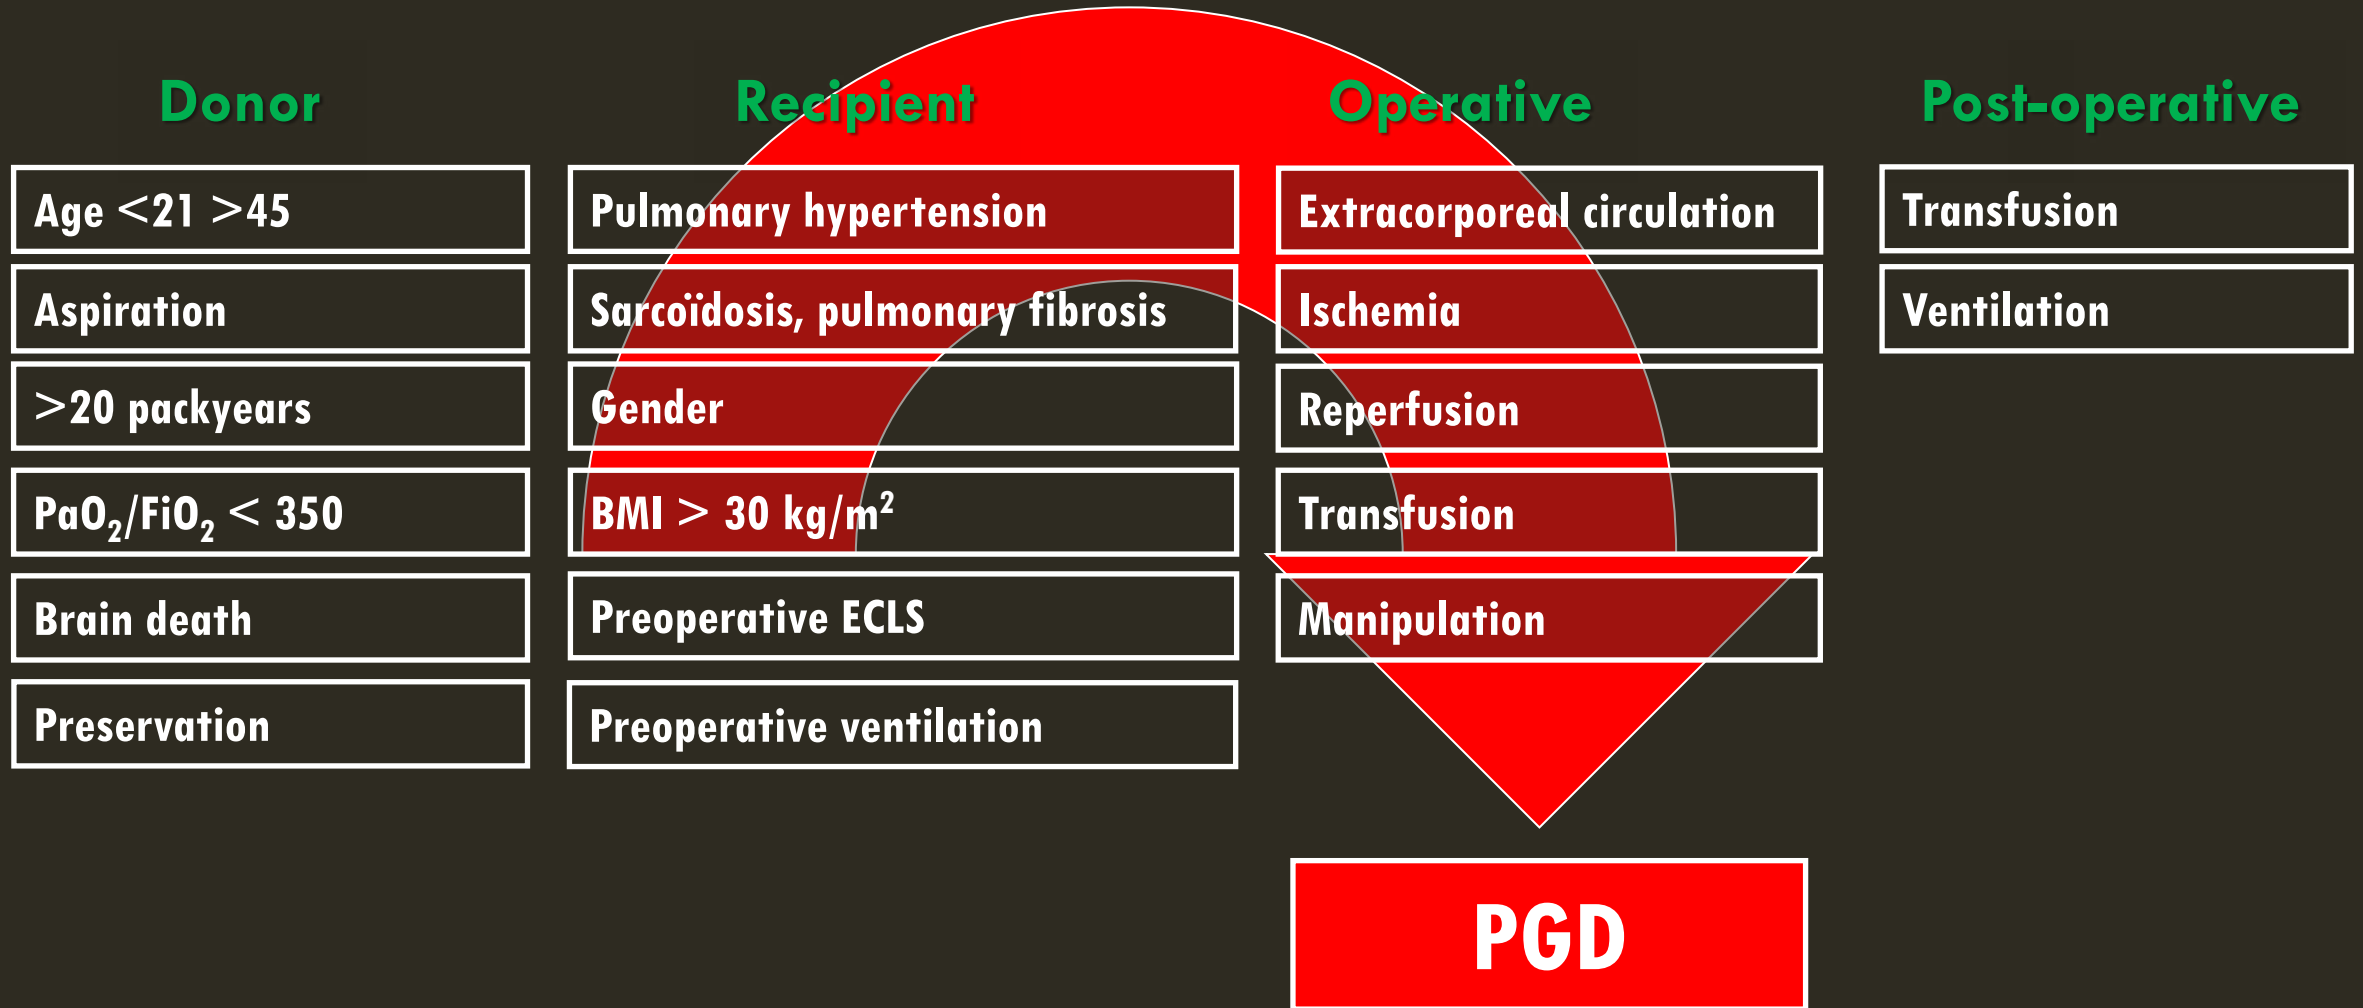 Donor
Age <21 >45
Aspiration
>20 packyears
PaO₂/FiO₂ < 350
Brain death
Preservation
Recipient
Pulmonary hypertension
Sarcoïdosis, pulmonary fibrosis
Gender
BMI > 30 kg/m²
Preoperative ECLS
Preoperative ventilation
Operative
Extracorporeal circulation
Ischemia
Reperfusion
Transfusion
Manipulation
Post-operative
Transfusion
Ventilation
PGD